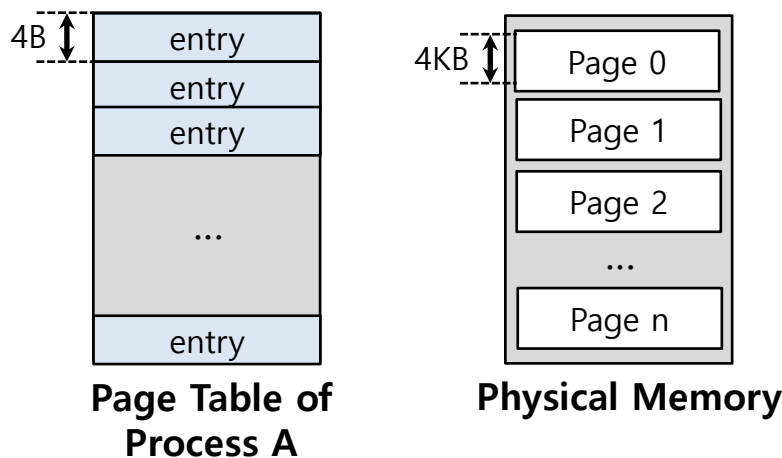 4B
entry
entry
entry
...
entry
Page Table of
Process A
4KB
Page 0
Page 1
Page 2
...
Page n
Physical Memory